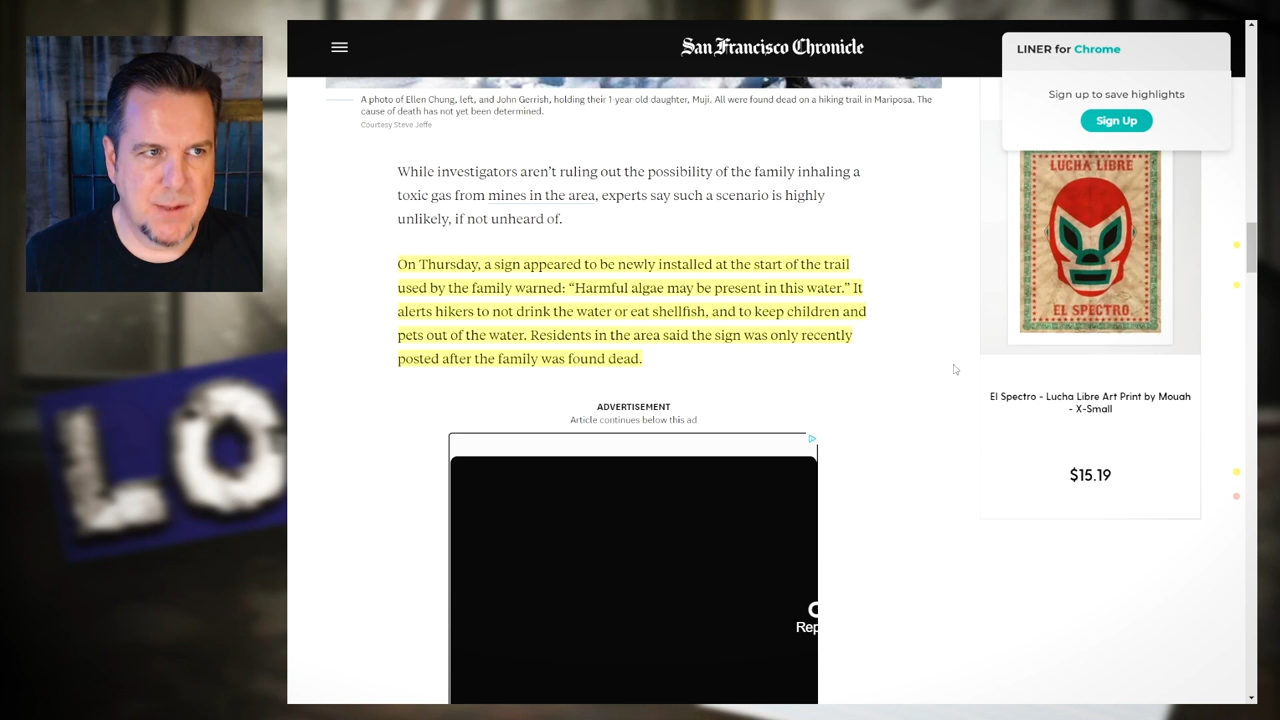 San Francisco Chronicle
LINER for Chrome
Sign up to save highlights
Sign Up
A photo of Ellen Chung, left, and John Gerrish, holding their 1-year old daughter, Muji. All were found dead on a hiking trail in Mariposa. The
cause of death has not yet been determined.
Courtesy Steve Jeffe
While investigators aren’t ruling out the possibility of the family inhaling a
toxic gas from mines in the area, experts say such a scenario is highly
unlikely, if not unheard of.
On Thursday, a sign appeared to be newly installed at the start of the trail
used by the family warned: “Harmful algae may be present in this water.” It
alerts hikers to not drink the water or eat shellfish, and to keep children and
pets out of the water. Residents in the area said the sign was only recently
posted after the family was found dead.
ADVERTISEMENT
Article continues below this ad
LUCHA LIBRE
EL SPECTRO.
El Spectro - Lucha Libre Art Print by Mouah
- X-Small
$15.19
Rep
LO